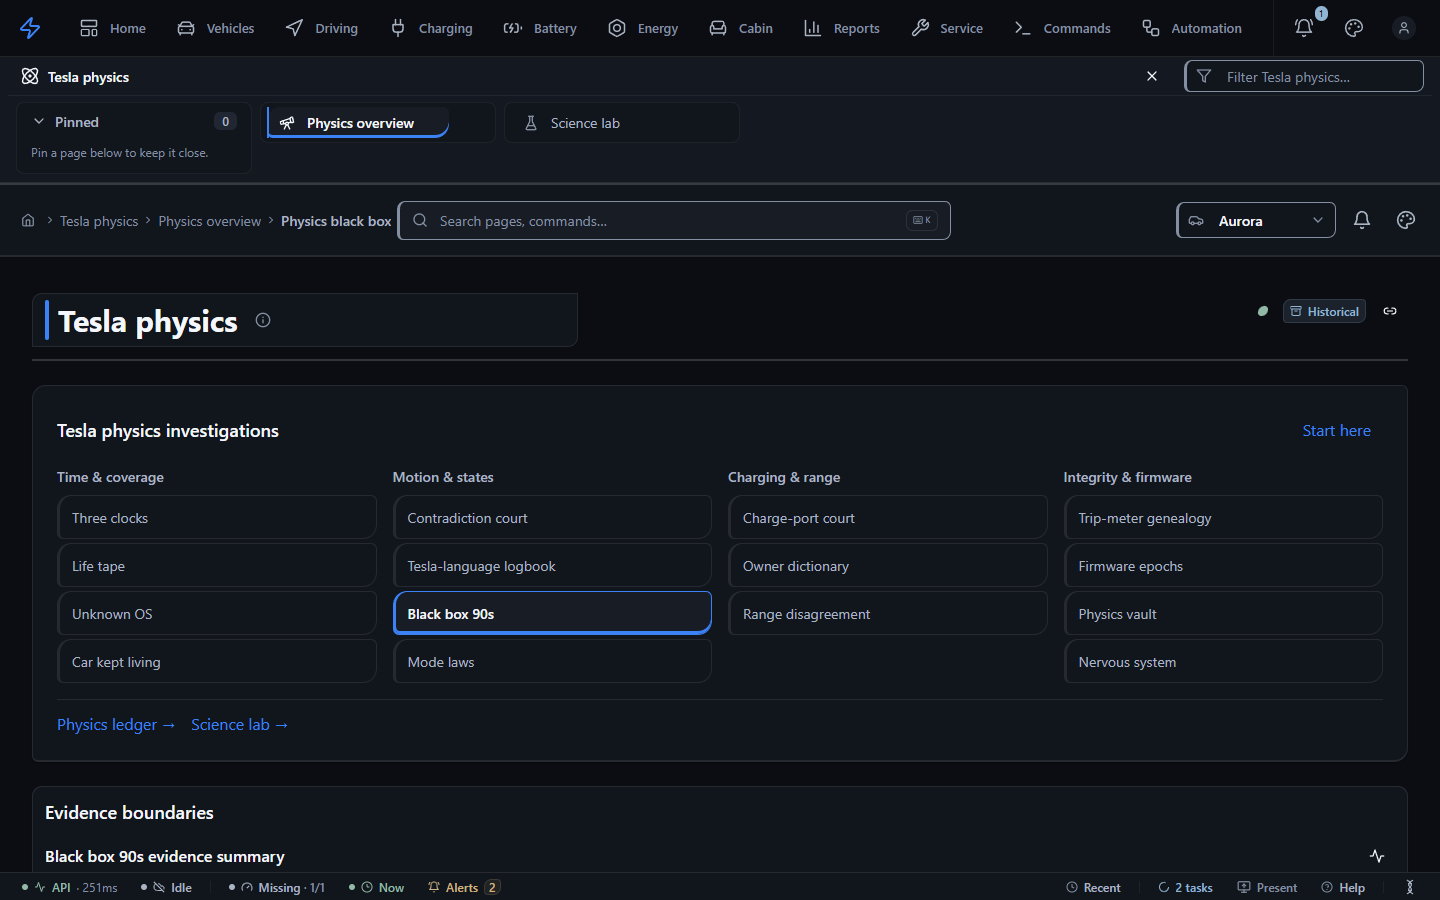 Home
Vehicles
Driving
Charging
Battery
Energy
Cabin
Reports
Service
Commands
Automation
1
Tesla physics
Filter Tesla physics...
Pinned
0
Pin a page below to keep it close.
Physics overview
Science lab
Tesla physics
Physics overview
Physics black box
Search pages, commands...
K
Aurora
Tesla physics
Historical
Tesla physics investigations
Start here
Time & coverage
Three clocks
Life tape
Unknown OS
Car kept living
Motion & states
Contradiction court
Tesla-language logbook
Black box 90s
Mode laws
Charging & range
Charge-port court
Owner dictionary
Range disagreement
Integrity & firmware
Trip-meter genealogy
Firmware epochs
Physics vault
Nervous system
Physics ledger →
Science lab →
Evidence boundaries
Black box 90s evidence summary
API · 251ms
Idle
Missing · 1/1
Now
Alerts 2
Recent
2 tasks
Present
Help